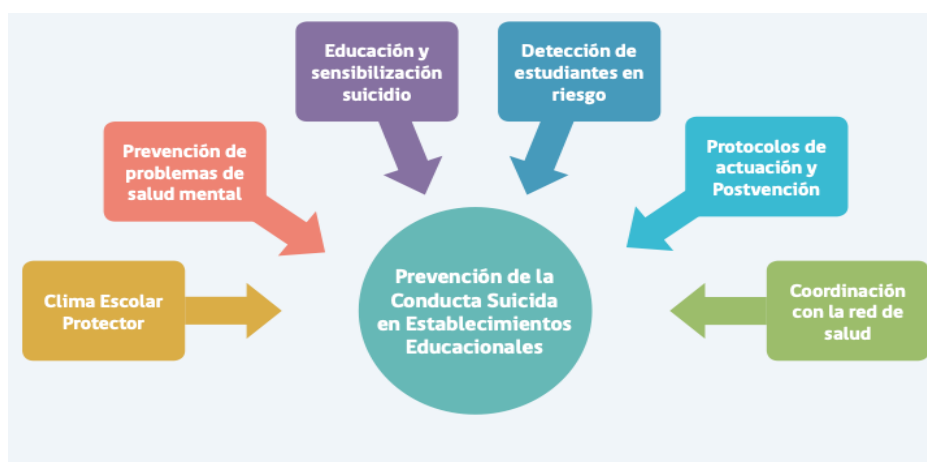 Educación y
sensibilización
suicidio
Detección de
estudiantes en
riesgo
Prevención de
problemas de
salud mental
Protocolos de
actuación y
Postvención
Clima Escolar
Protector
Prevención de la
Conducta Suicida
en Establecimientos
Educacionales
Coordinación
con la red de
salud